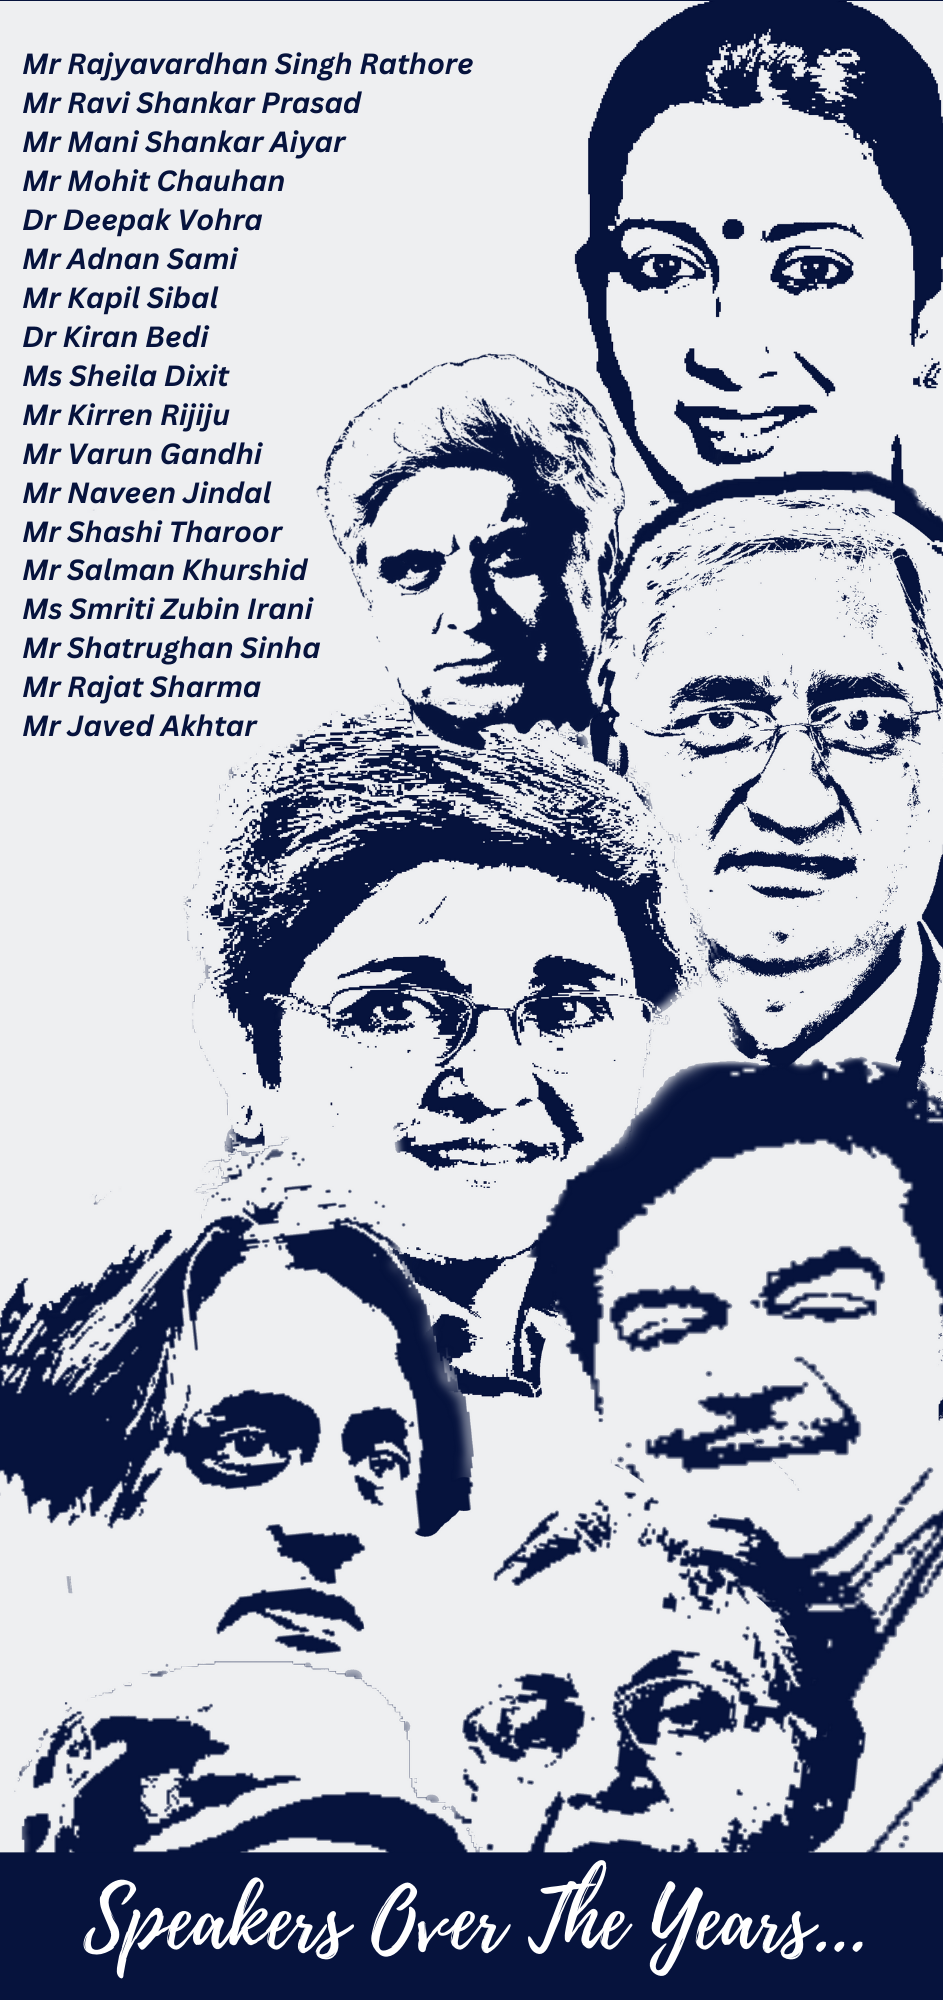 Mr Rajyavardhan Singh Rathore
Mr Ravi Shankar Prasad
Mr Mani Shankar Aiyar
Mr Mohit Chauhan
Dr Deepak Vohra
Mr Adnan Sami
Mr Kapil Sibal
Dr Kiran Bedi
Ms Sheila Dixit
Mr Kirren Rijiju
Mr Varun Gandhi
Mr Naveen Jindal
Mr Shashi Tharoor
Mr Salman Khurshid
Ms Smriti Zubin Irani
Mr Shatrughan Sinha
Mr Rajat Sharma
Mr Javed Akhtar
Speakers Over The Years...